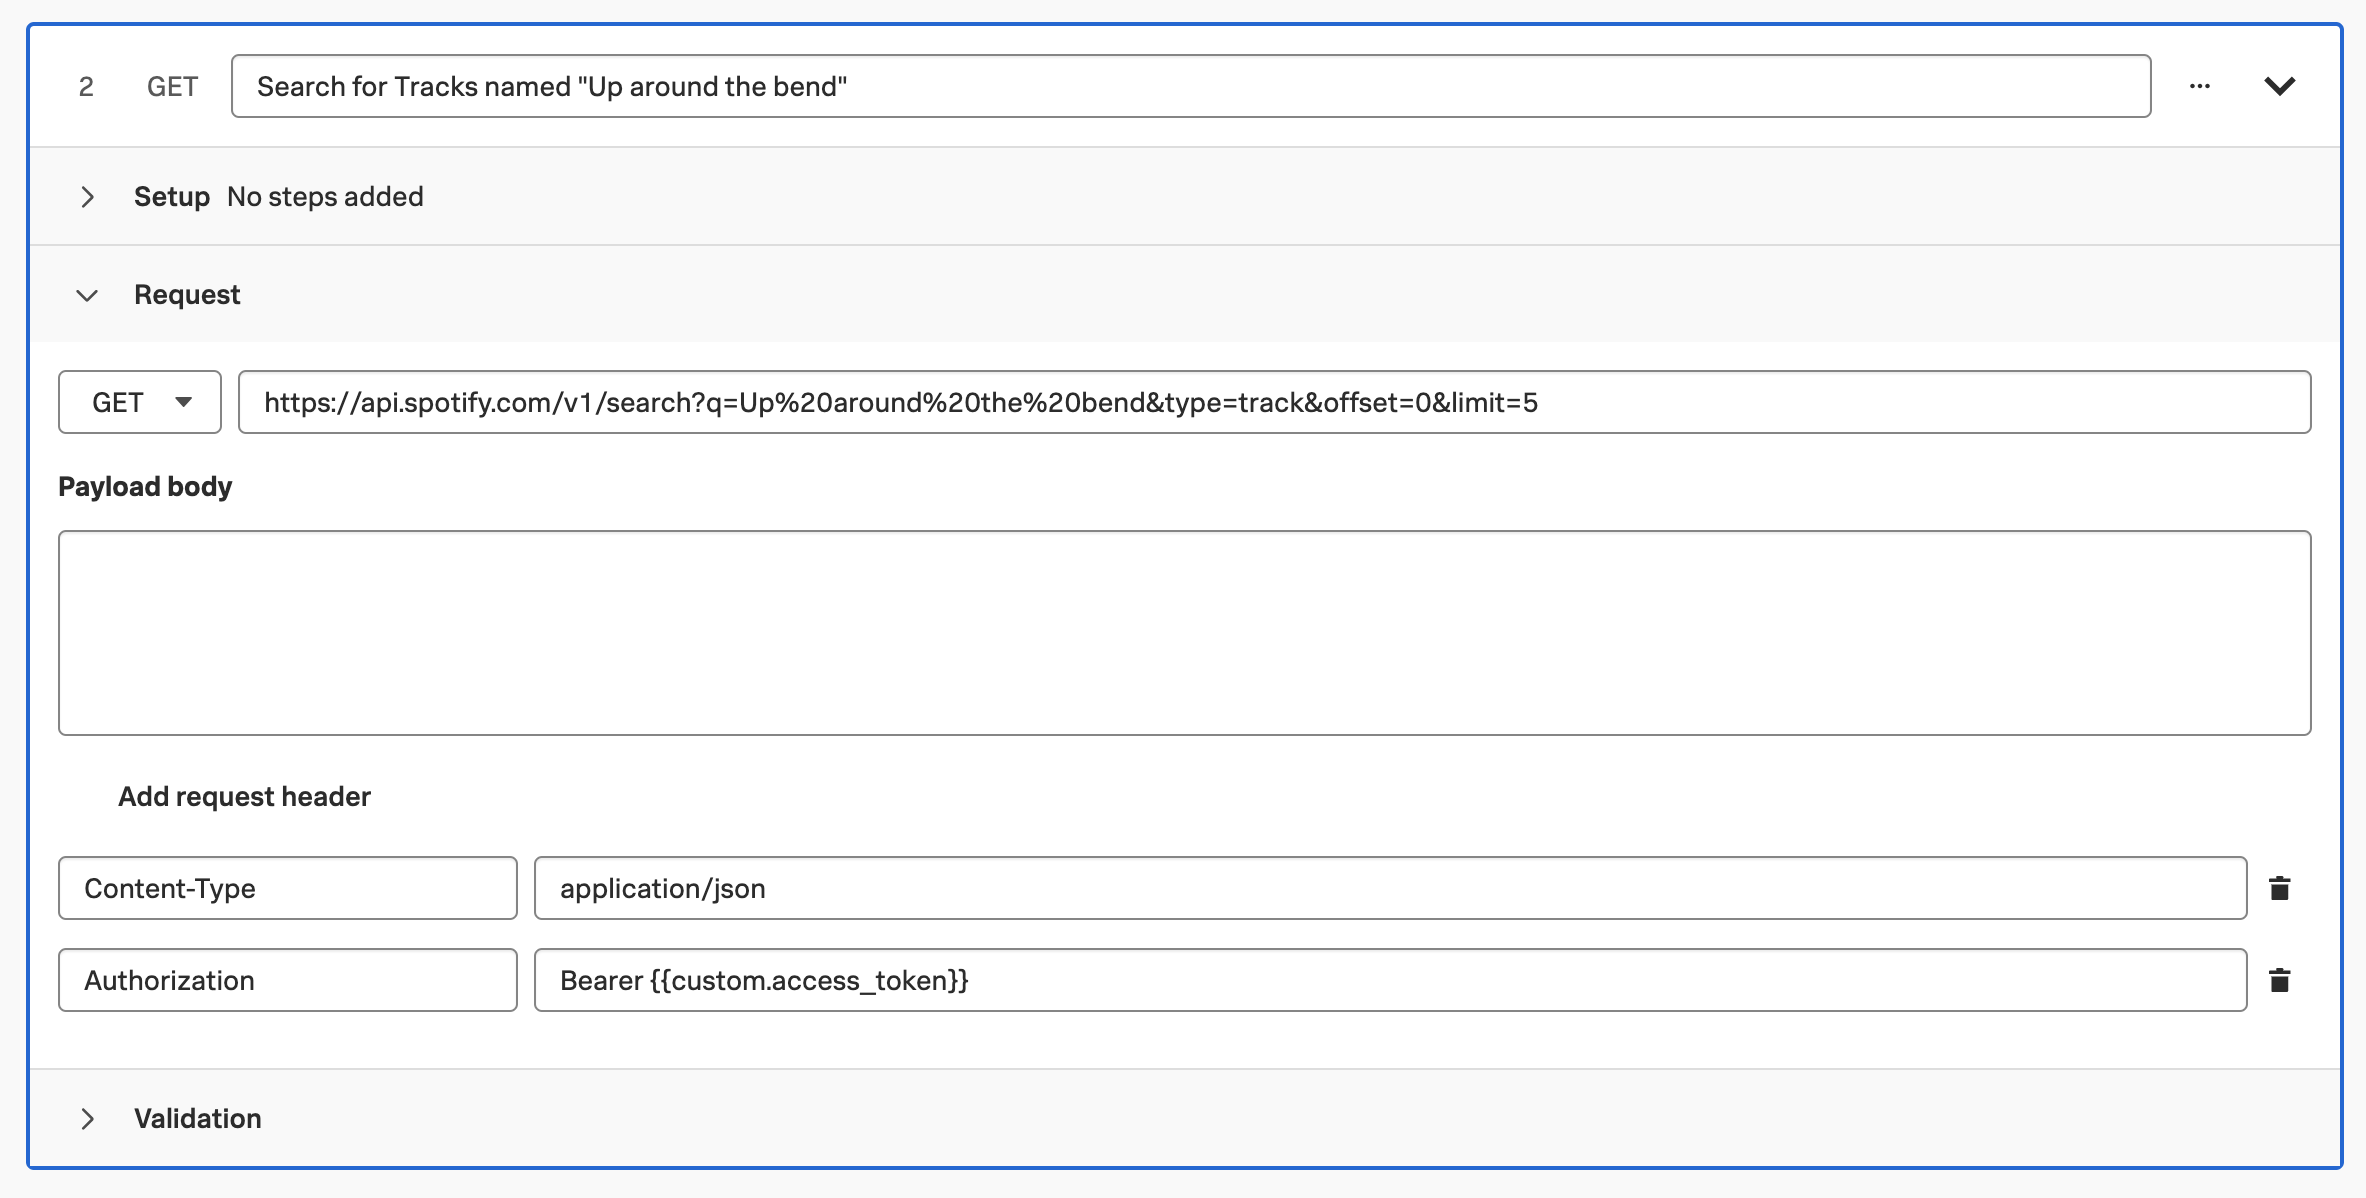 2 GET Search for Tracks named "Up around the bend" ...
Setup No steps added
Request
GET https://api.spotify.com/v1/search?q=Up%20around%20the%20bend&type=track&offset=0&limit=5
Payload body
Add request header
Content-Type application/json
Authorization Bearer {{custom.access_token}}
Validation